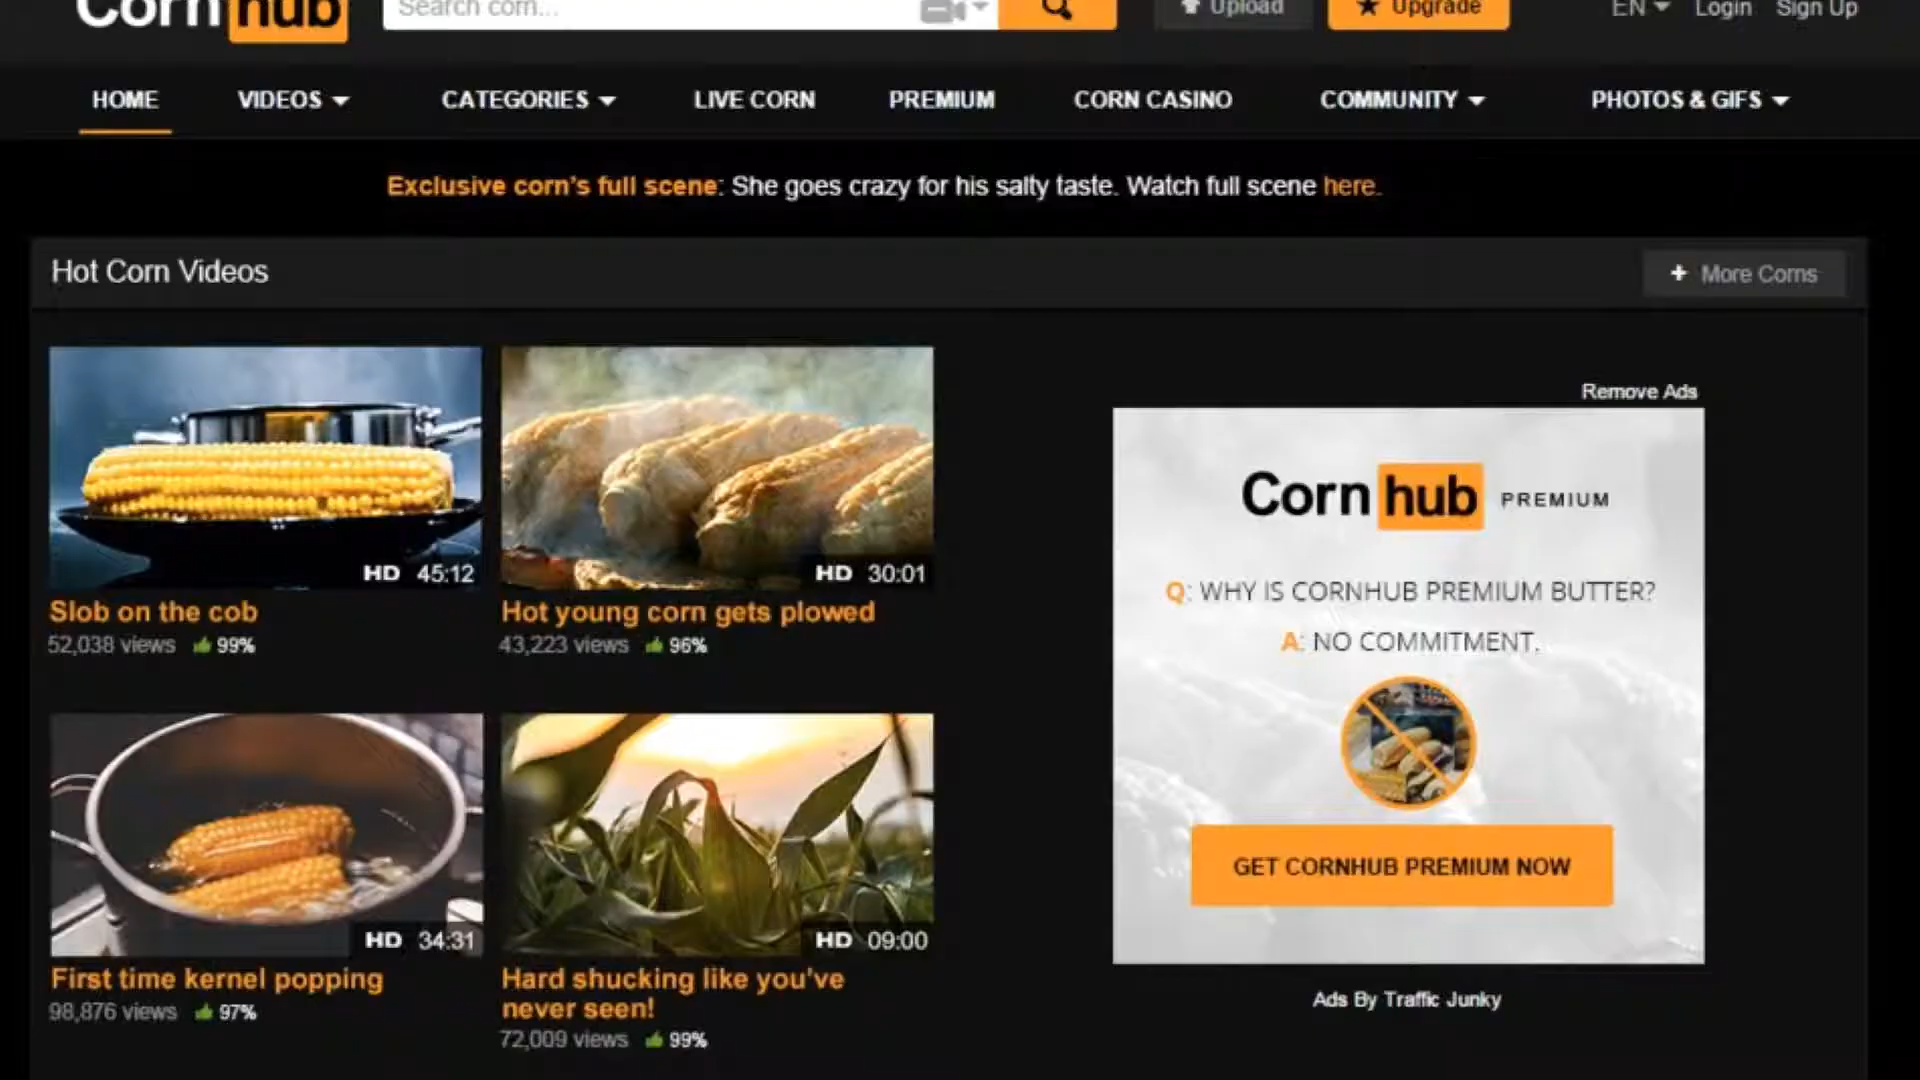 Corn hub
Search corn...
Upload
Upgrade
EN
Login
Sign Up
HOME
VIDEOS
CATEGORIES
LIVE CORN
PREMIUM
CORN CASINO
COMMUNITY
PHOTOS & GIFS
Exclusive corn's full scene: She goes crazy for his salty taste. Watch full scene here.
Hot Corn Videos
+ More Corns
HD 45:12
Slob on the cob
52,038 views 99%
HD 30:01
Hot young corn gets plowed
43,223 views 96%
HD 34:31
First time kernel popping
98,876 views 97%
HD 09:00
Hard shucking like you've
never seen!
72,009 views 99%
Remove Ads
Corn hub PREMIUM
Q: WHY IS CORNHUB PREMIUM BUTTER?
A: NO COMMITMENT.
GET CORNHUB PREMIUM NOW
Ads By Traffic Junky